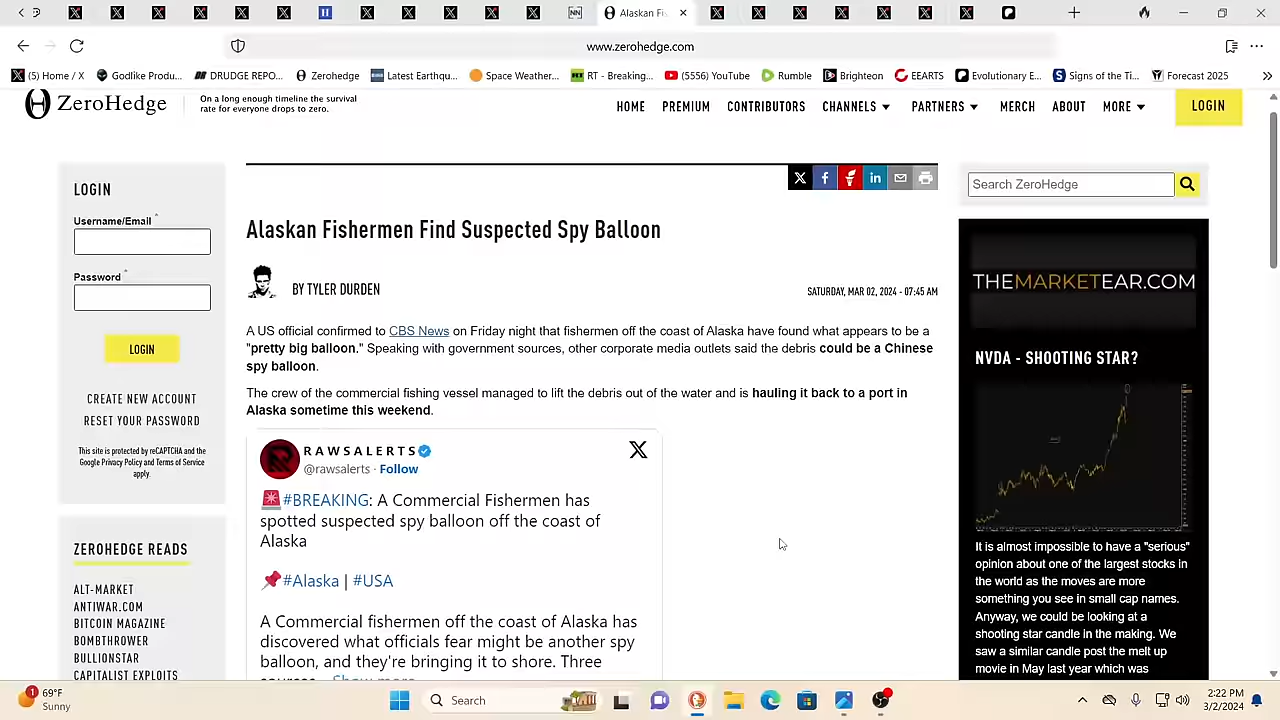 Alaskan Fi
www.zerohedge.com
(5) Home / X
Godlike Produ...
DRUDGE REPO...
Zerohedge
Latest Earthqu...
Space Weather...
RT - Breaking...
(5556) YouTube
Rumble
Brighteon
EEARTS
Evolutionary E...
Signs of the Ti...
Forecast 2025
ZeroHedge
On a long enough timeline the survival
rate for everyone drops to zero.
HOME
PREMIUM
CONTRIBUTORS
CHANNELS
PARTNERS
MERCH
ABOUT
MORE
LOGIN
LOGIN
Username/Email *
Password *
LOGIN
CREATE NEW ACCOUNT
RESET YOUR PASSWORD
This site is protected by reCAPTCHA and the
Google Privacy Policy and Terms of Service
apply.
ZEROHEDGE READS
ALT-MARKET
ANTIWAR.COM
BITCOIN MAGAZINE
BOMBTHROWER
BULLIONSTAR
CAPITALIST EXPLOITS
Alaskan Fishermen Find Suspected Spy Balloon
BY TYLER DURDEN
SATURDAY, MAR 02, 2024 - 07:45 AM
A US official confirmed to CBS News on Friday night that fishermen off the coast of Alaska have found what appears to be a
"pretty big balloon." Speaking with government sources, other corporate media outlets said the debris could be a Chinese
spy balloon.
The crew of the commercial fishing vessel managed to lift the debris out of the water and is hauling it back to a port in
Alaska sometime this weekend.
R A W S A L E R T S
@rawsalerts · Follow
🚨#BREAKING: A Commercial Fishermen has
spotted suspected spy balloon off the coast of
Alaska
📌#Alaska | #USA
A Commercial fishermen off the coast of Alaska has
discovered what officials fear might be another spy
balloon, and they're bringing it to shore. Three
sources... Show more
Search ZeroHedge
THEMARKETEAR.COM
NVDA - SHOOTING STAR?
It is almost impossible to have a "serious"
opinion about one of the largest stocks in
the world as the moves are more
something you see in small cap names.
Anyway, we could be looking at a
shooting star candle in the making. We
saw a similar candle post the melt up
movie in May last year which was
1
69°F
Sunny
Search
2:22 PM
3/2/2024